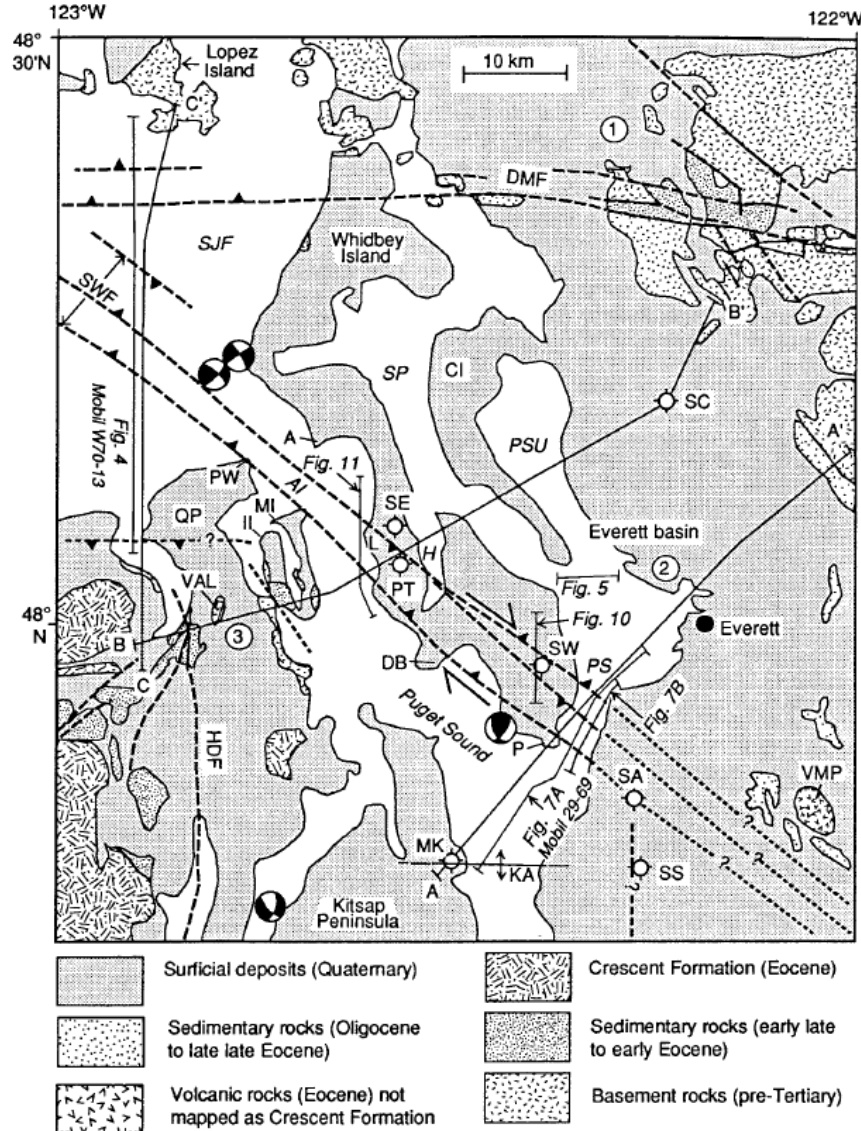 123°W
122°W
48°
30'N
Lopez
Island
10 km
C'
1
DMF
SJF
Whidbey
Island
SWF
B'
SP
CI
SC
Fig. 4
Mobil W70-13
A
PSU
A'
PW
AI
Fig. 11
QP
MI
II
SE
Everett basin
?
L
H
2
VAL
PT
Fig. 5
48°
N
Fig. 10
B
3
Everett
SW
DB
PS
C
Puget Sound
Fig. 7B
HDF
P
SA
VMP
Fig. 7A
Mobil 29-69
MK
?
?
?
SS
A
KA
Kitsap
Peninsula
Surficial deposits (Quaternary)
Crescent Formation (Eocene)
Sedimentary rocks (Oligocene
to late late Eocene)
Sedimentary rocks (early late
to early Eocene)
Volcanic rocks (Eocene) not
mapped as Crescent Formation
Basement rocks (pre-Tertiary)